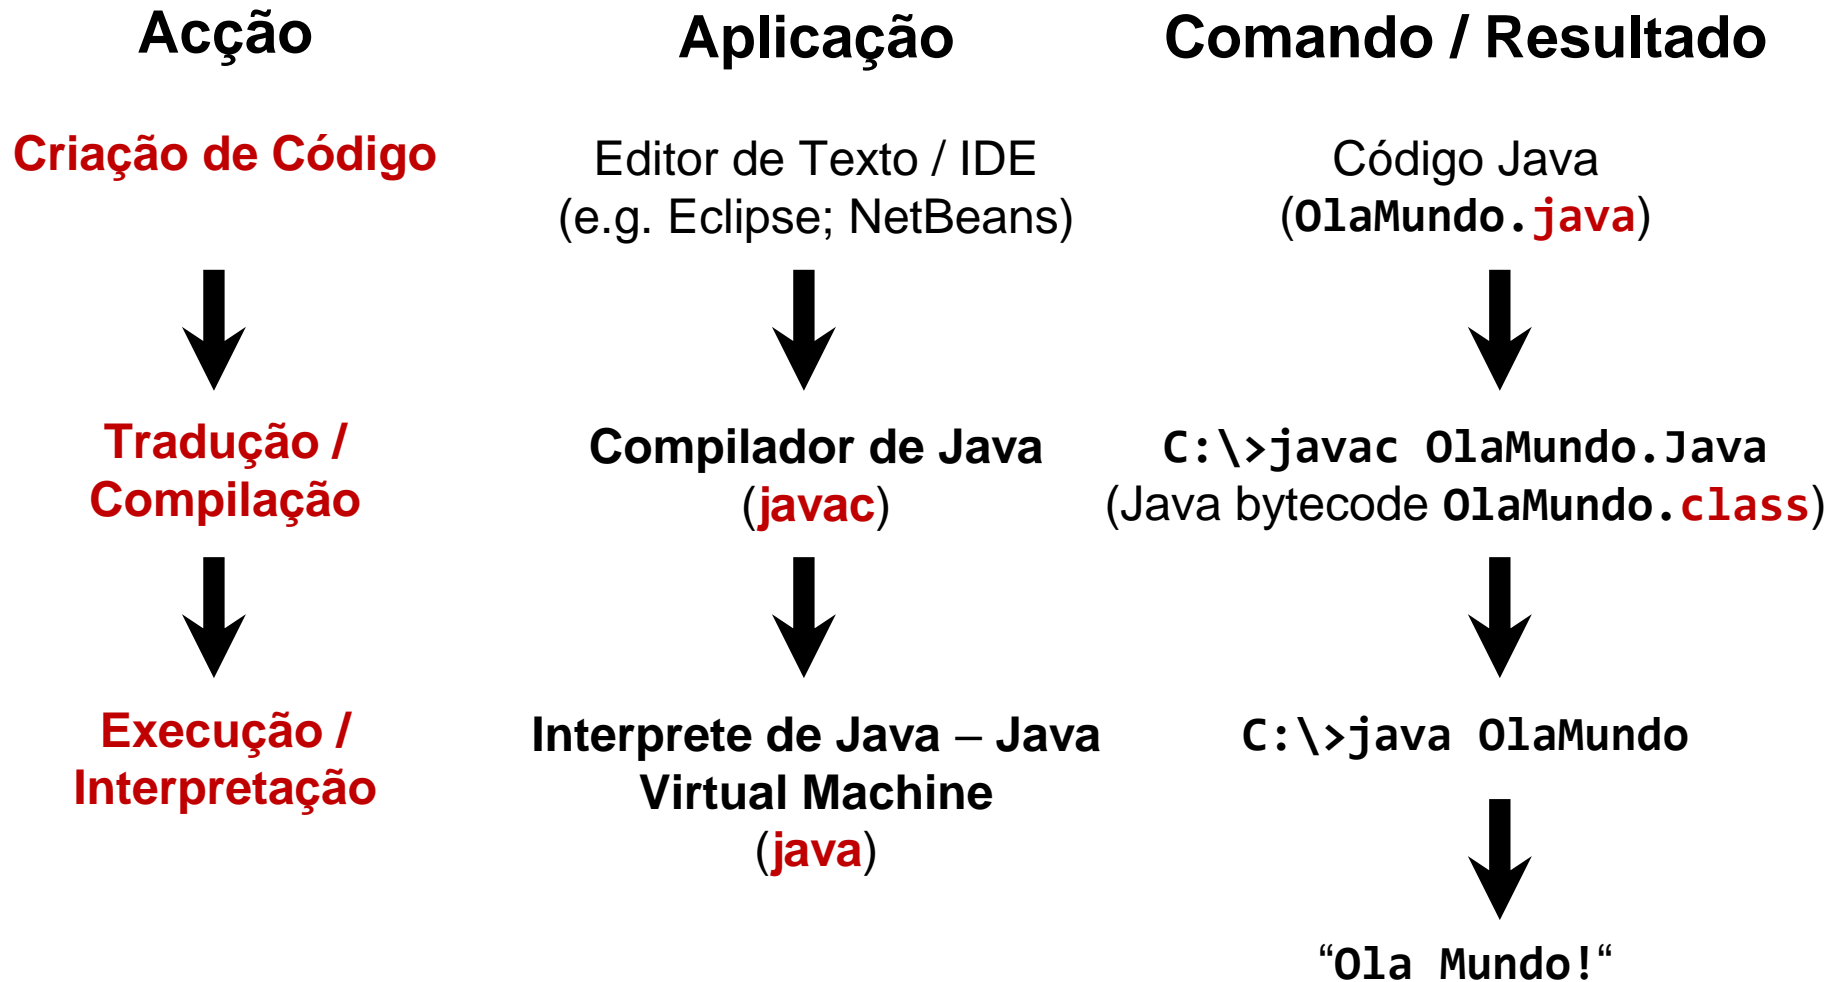 Acção
Aplicação
Comando / Resultado
Criação de Código
Editor de Texto / IDE
(e.g. Eclipse; NetBeans)
Código Java
(OlaMundo.java)
Tradução /
Compilação
Compilador de Java
(javac)
C:\>javac OlaMundo.Java
(Java bytecode OlaMundo.class)
Execução /
Interpretação
Interprete de Java – Java
Virtual Machine
(java)
C:\>java OlaMundo
“Ola Mundo!“